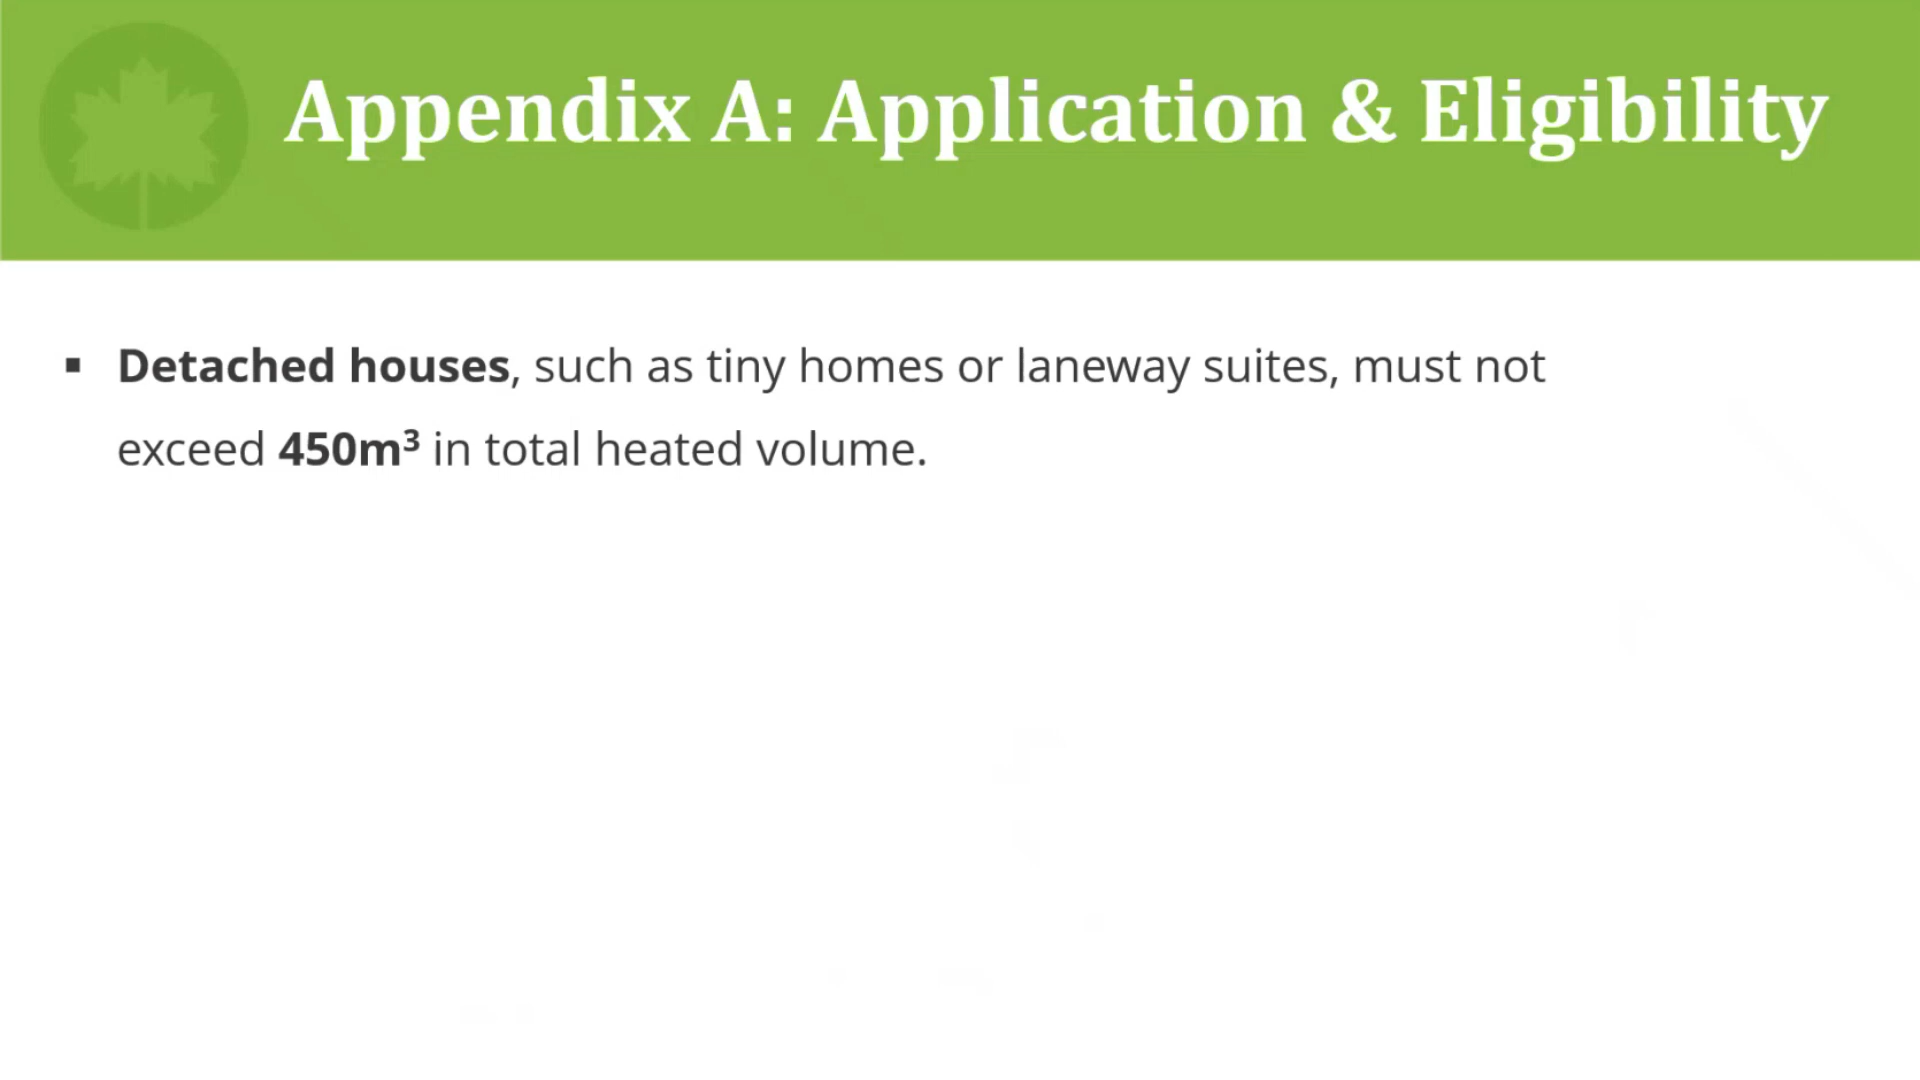 Appendix A: Application & Eligibility
▪ Detached houses, such as tiny homes or laneway suites, must not
exceed 450m³ in total heated volume.